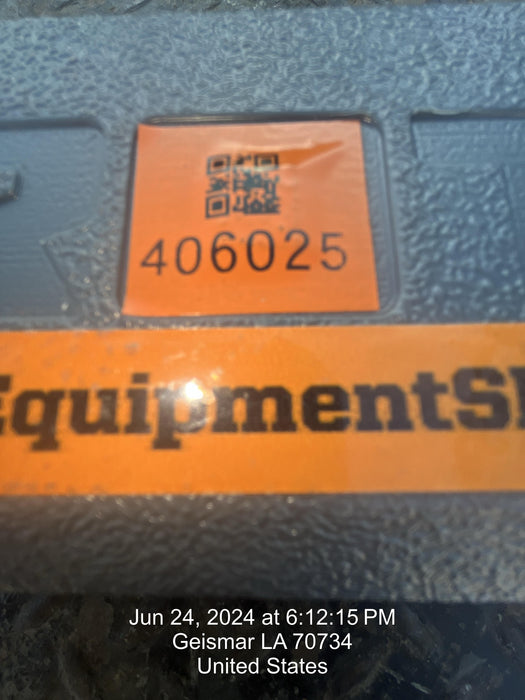 406025
EquipmentSh
Jun 24, 2024 at 6:12:15 PM
Geismar LA 70734
United States